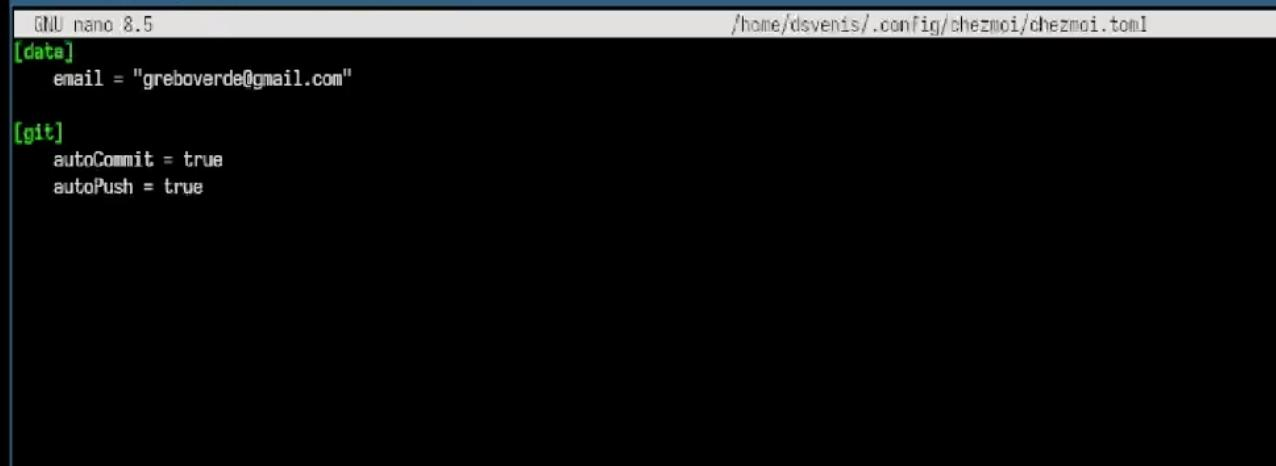 GNU nano 8.5 /home/dsvenis/.config/chezmoi/chezmoi.toml
[data]
email = "greboverde@gmail.com"
[git]
autoCommit = true
autoPush = true